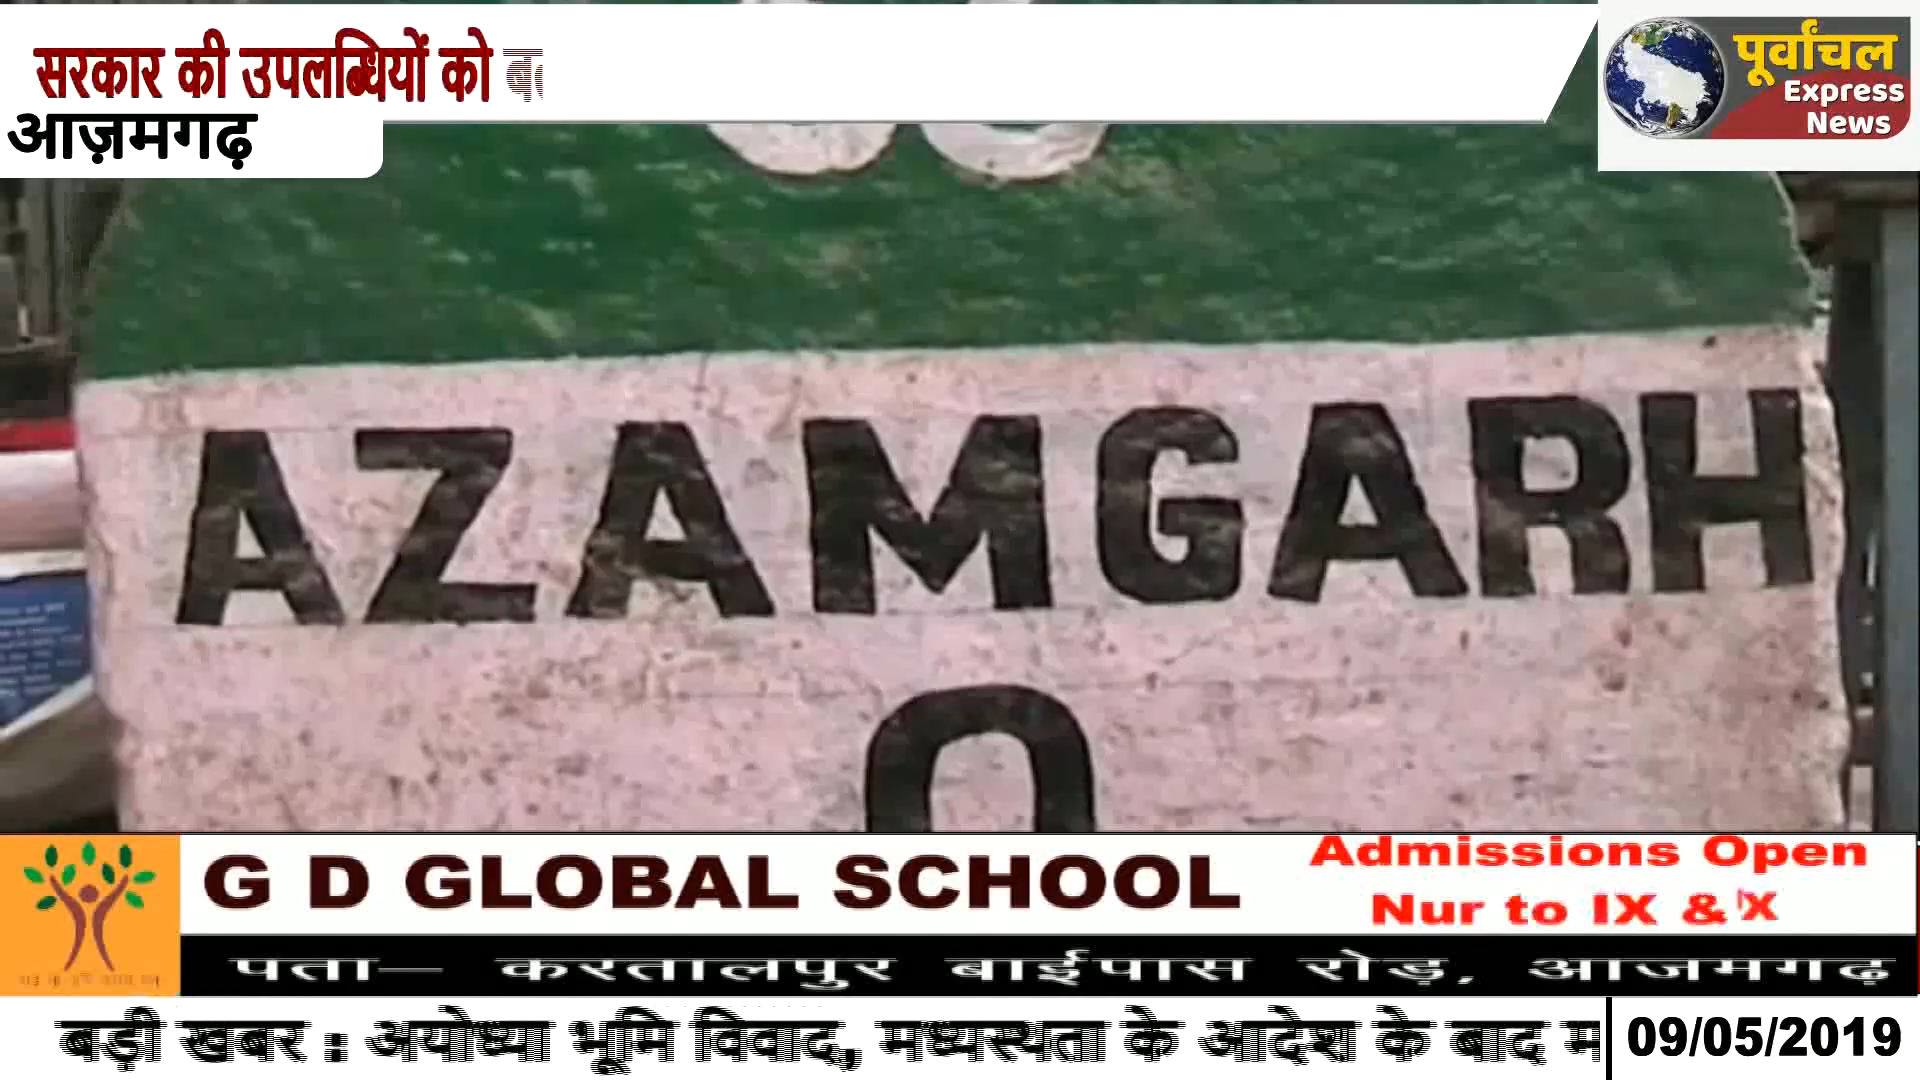 सरकार की उपलब्धियों को
आज़मगढ़
पूर्वांचल
Express
News
AZAMGARH
0
G D GLOBAL SCHOOL
Admissions Open
Nur to IX & X
पता— करतालपुर बाईपास रोड़, आजमगढ़
बड़ी खबर : अयोध्या भूमि विवाद, मध्यस्थता के आदेश के बाद
09/05/2019